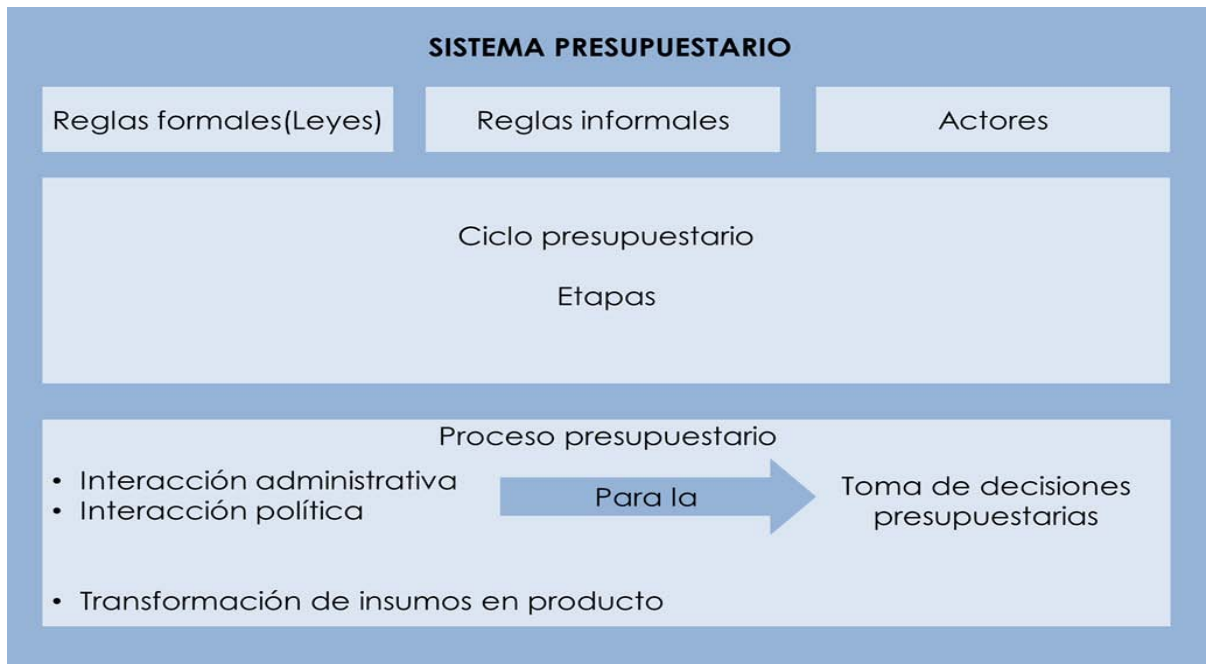 SISTEMA PRESUPUESTARIO
Reglas formales(Leyes)
Reglas informales
Actores
Ciclo presupuestario
Etapas
Proceso presupuestario
• Interacción administrativa
• Interacción política
Para la
Toma de decisiones
presupuestarias
• Transformación de insumos en producto